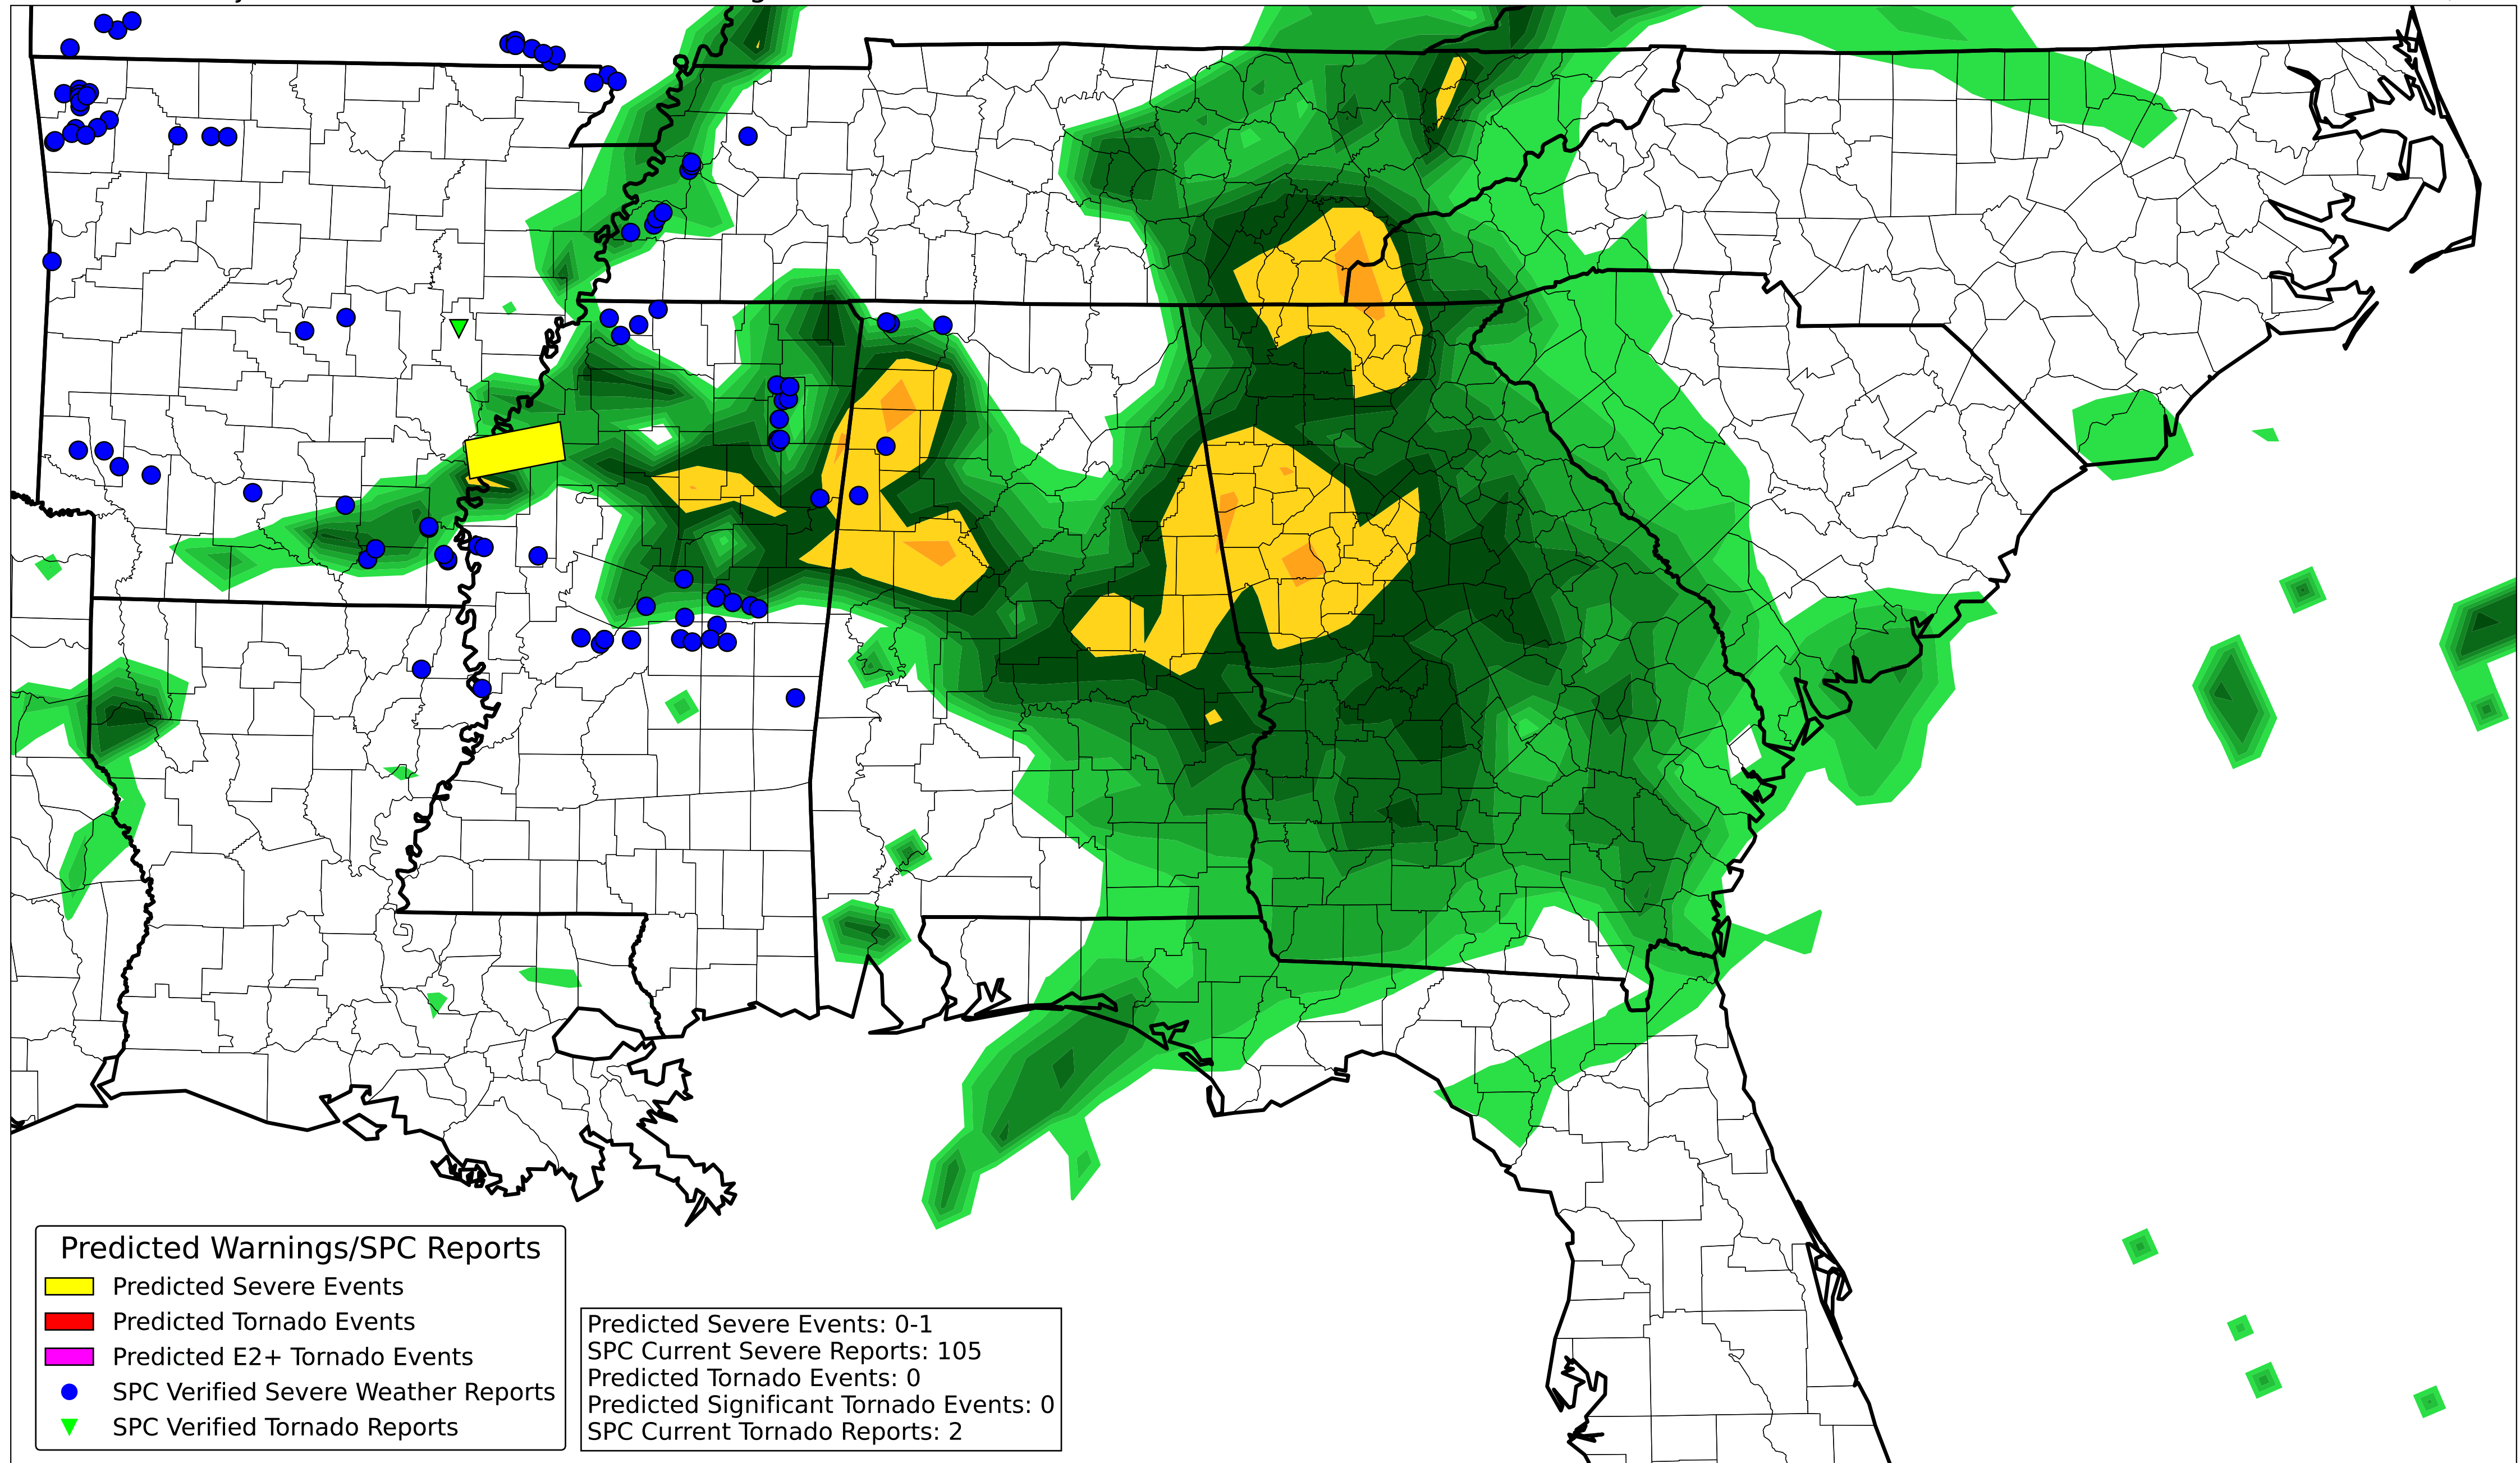 Predicted Warnings/SPC Reports
Predicted Severe Events
Predicted Tornado Events
Predicted E2+ Tornado Events
SPC Verified Severe Weather Reports
SPC Verified Tornado Reports
Predicted Severe Events: 0-1
SPC Current Severe Reports: 105
Predicted Tornado Events: 0
Predicted Significant Tornado Events: 0
SPC Current Tornado Reports: 2